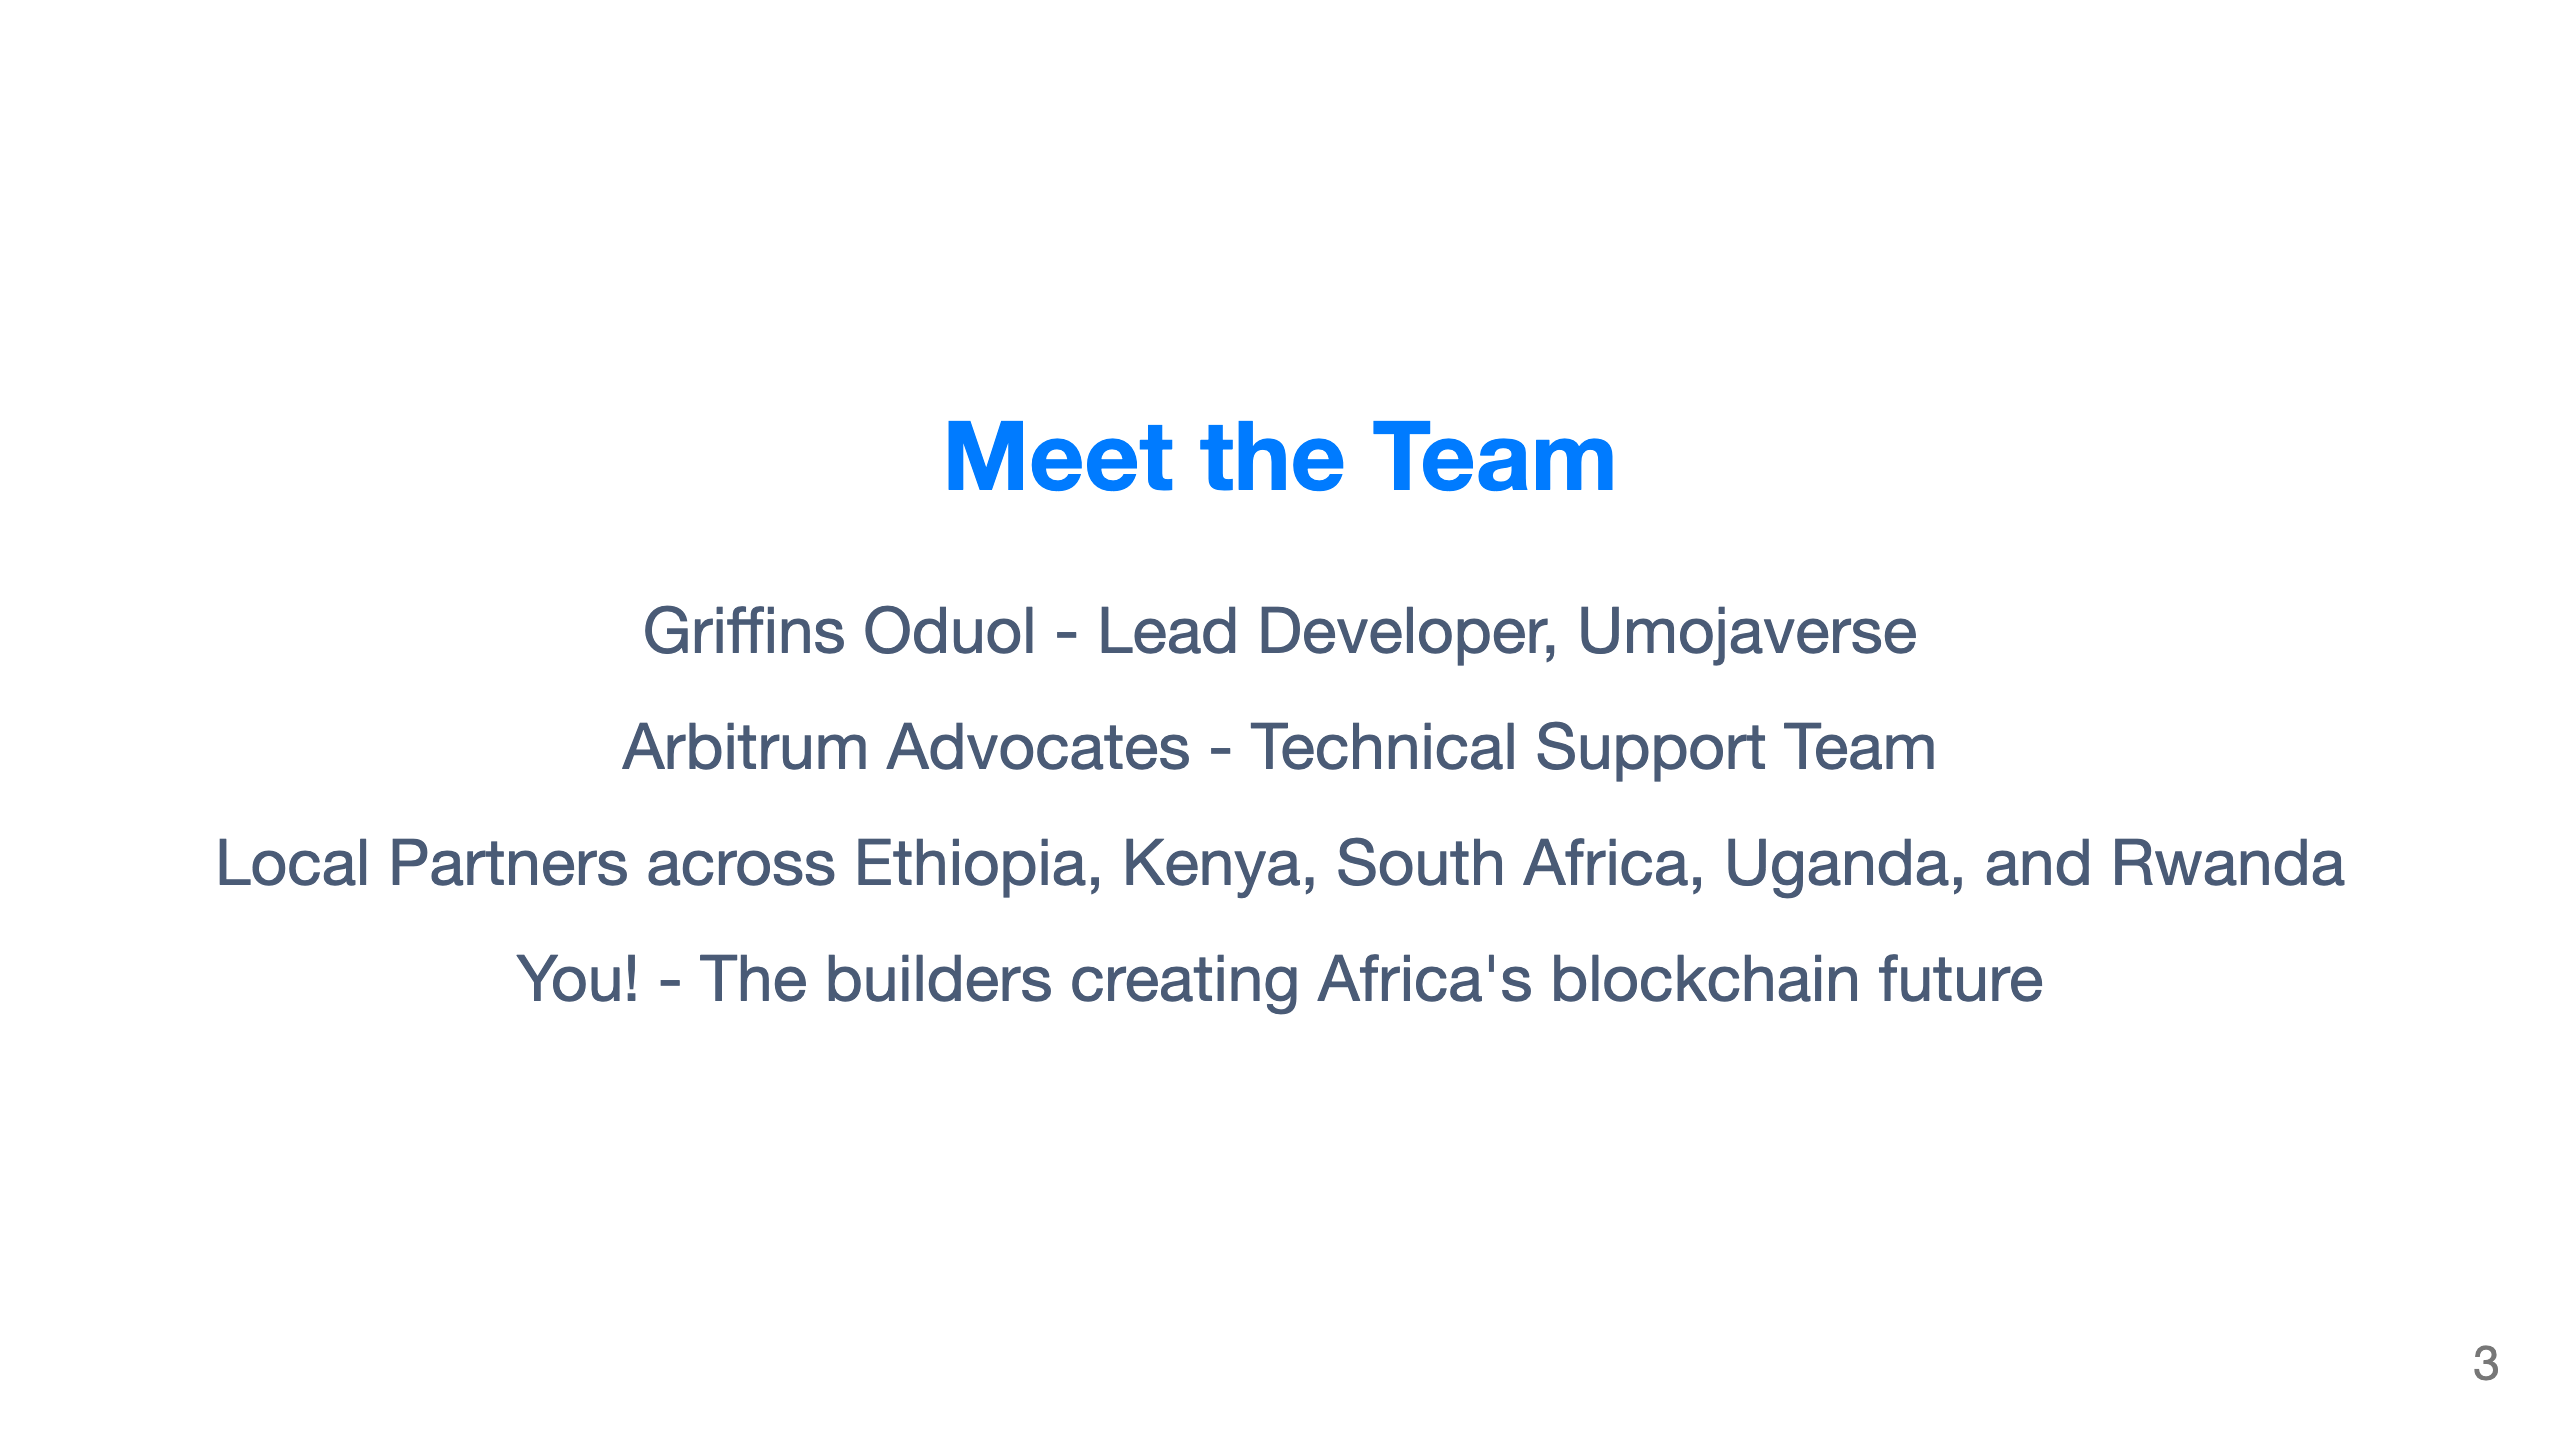 Meet the Team
Griffins Oduol - Lead Developer, Umojaverse
Arbitrum Advocates - Technical Support Team
Local Partners across Ethiopia, Kenya, South Africa, Uganda, and Rwanda
You! - The builders creating Africa's blockchain future
3